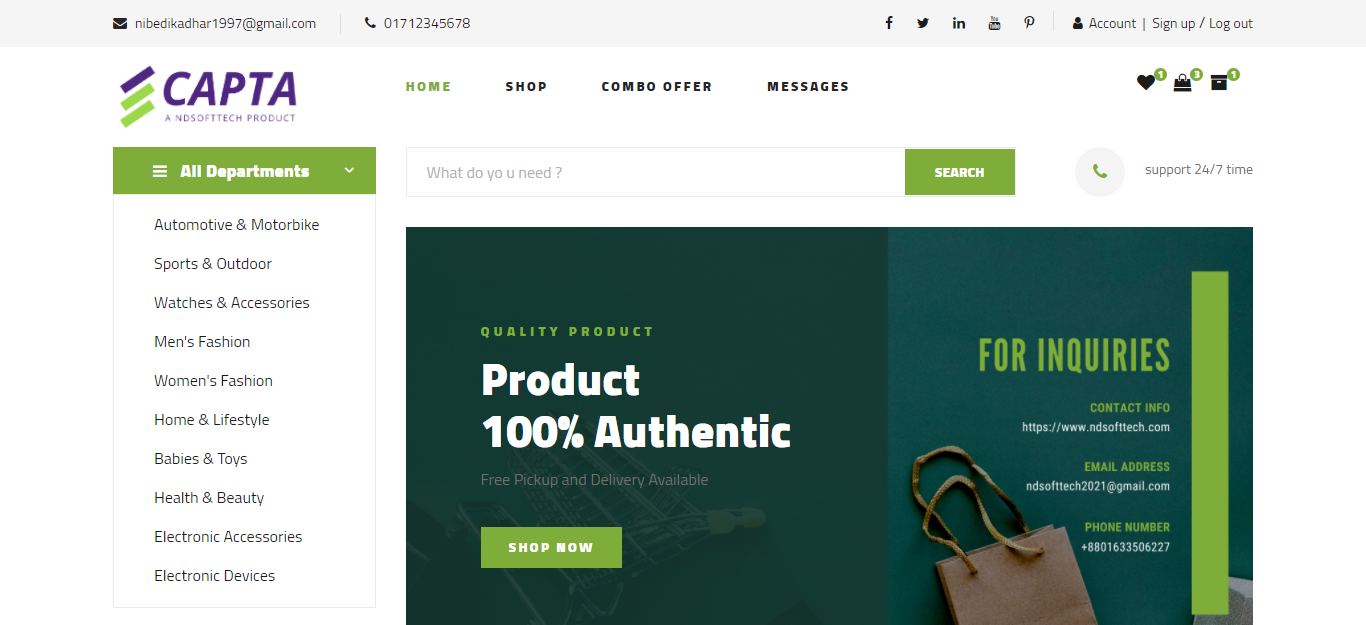 nibedikadhar1997@gmail.com
01712345678
Account | Sign up / Log out
CAPTA
A NDSOFTTECH PRODUCT
HOME SHOP COMBO OFFER MESSAGES
1 3 1
All Departments
What do yo u need ?
SEARCH
support 24/7 time
Automotive & Motorbike
Sports & Outdoor
Watches & Accessories
Men's Fashion
Women's Fashion
Home & Lifestyle
Babies & Toys
Health & Beauty
Electronic Accessories
Electronic Devices
QUALITY PRODUCT
Product
100% Authentic
Free Pickup and Delivery Available
SHOP NOW
FOR INQUIRIES
CONTACT INFO
https://www.ndsofttech.com
EMAIL ADDRESS
ndsofttech2021@gmail.com
PHONE NUMBER
+8801633506227